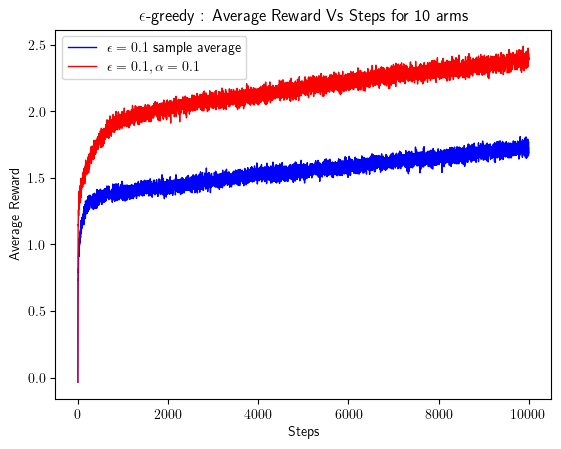 ϵ-greedy : Average Reward Vs Steps for 10 arms
ϵ = 0.1 sample average
ϵ = 0.1, α = 0.1
2.5
2.0
1.5
1.0
0.5
0.0
Average Reward
0 2000 4000 6000 8000 10000
Steps